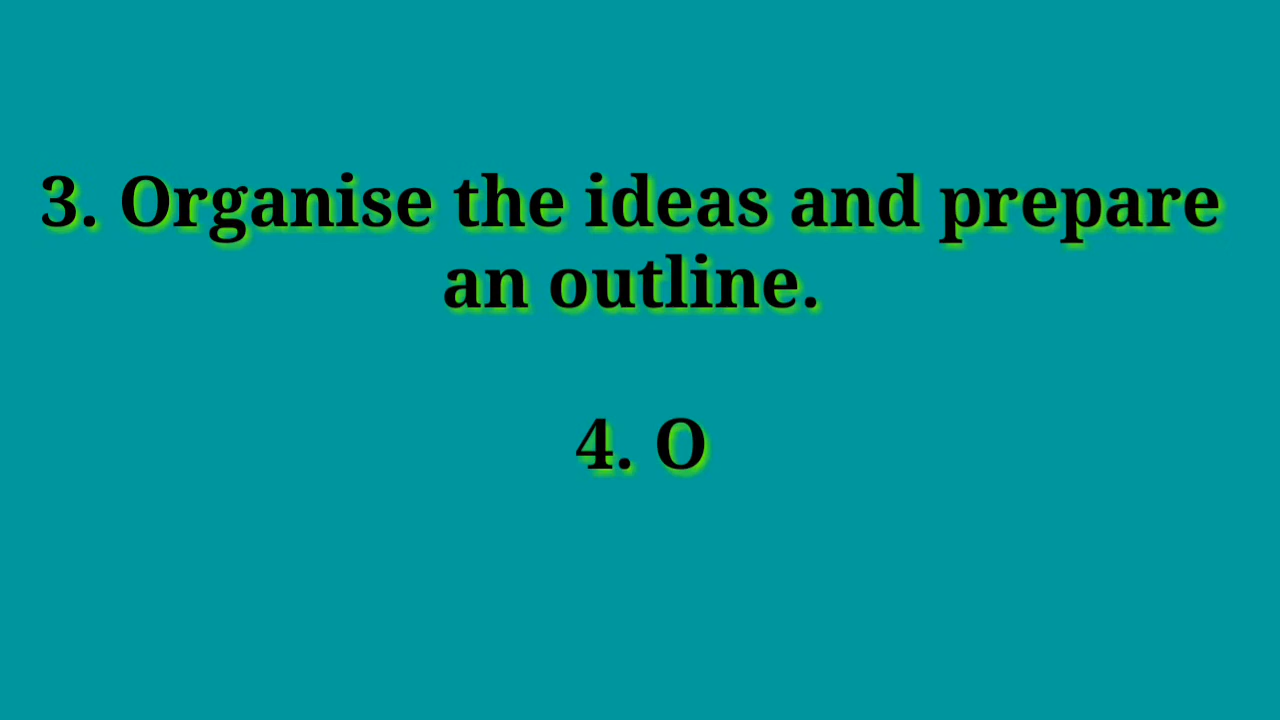 3. Organise the ideas and prepare
an outline.
4. O